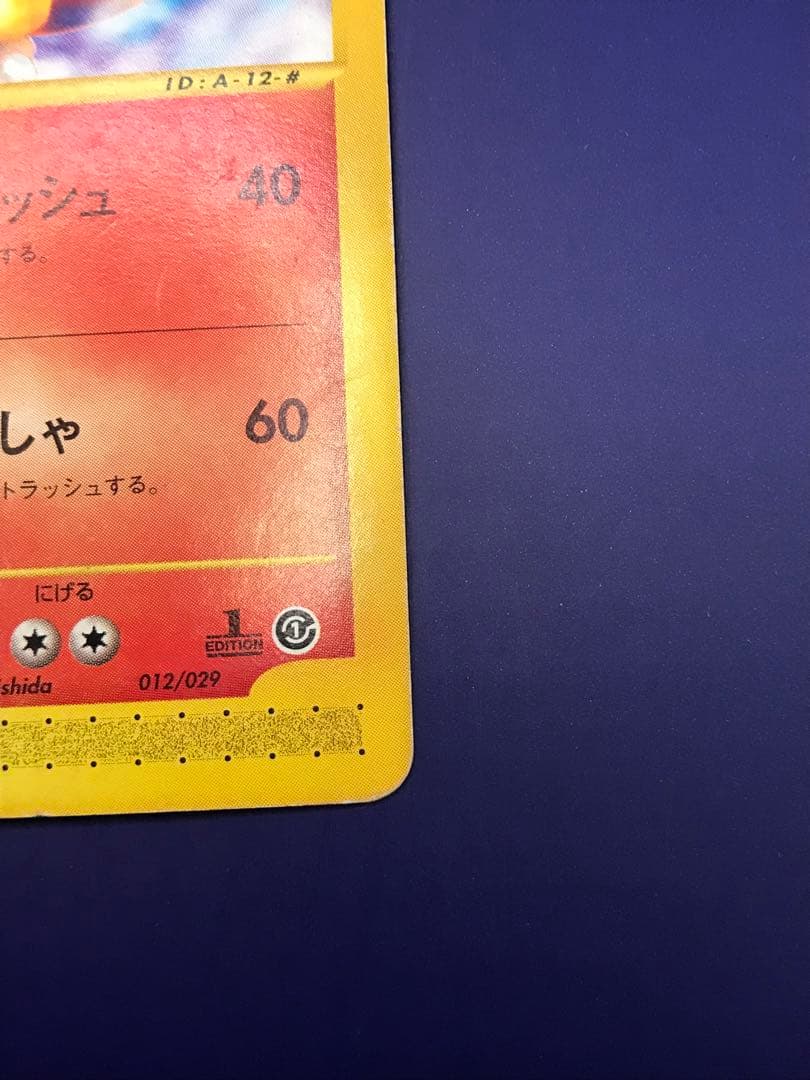 ID:A-12-#
ッシュ 40
する。
しゃ 60
トラッシュする。
にげる
1
EDITION
1
shida 012/029